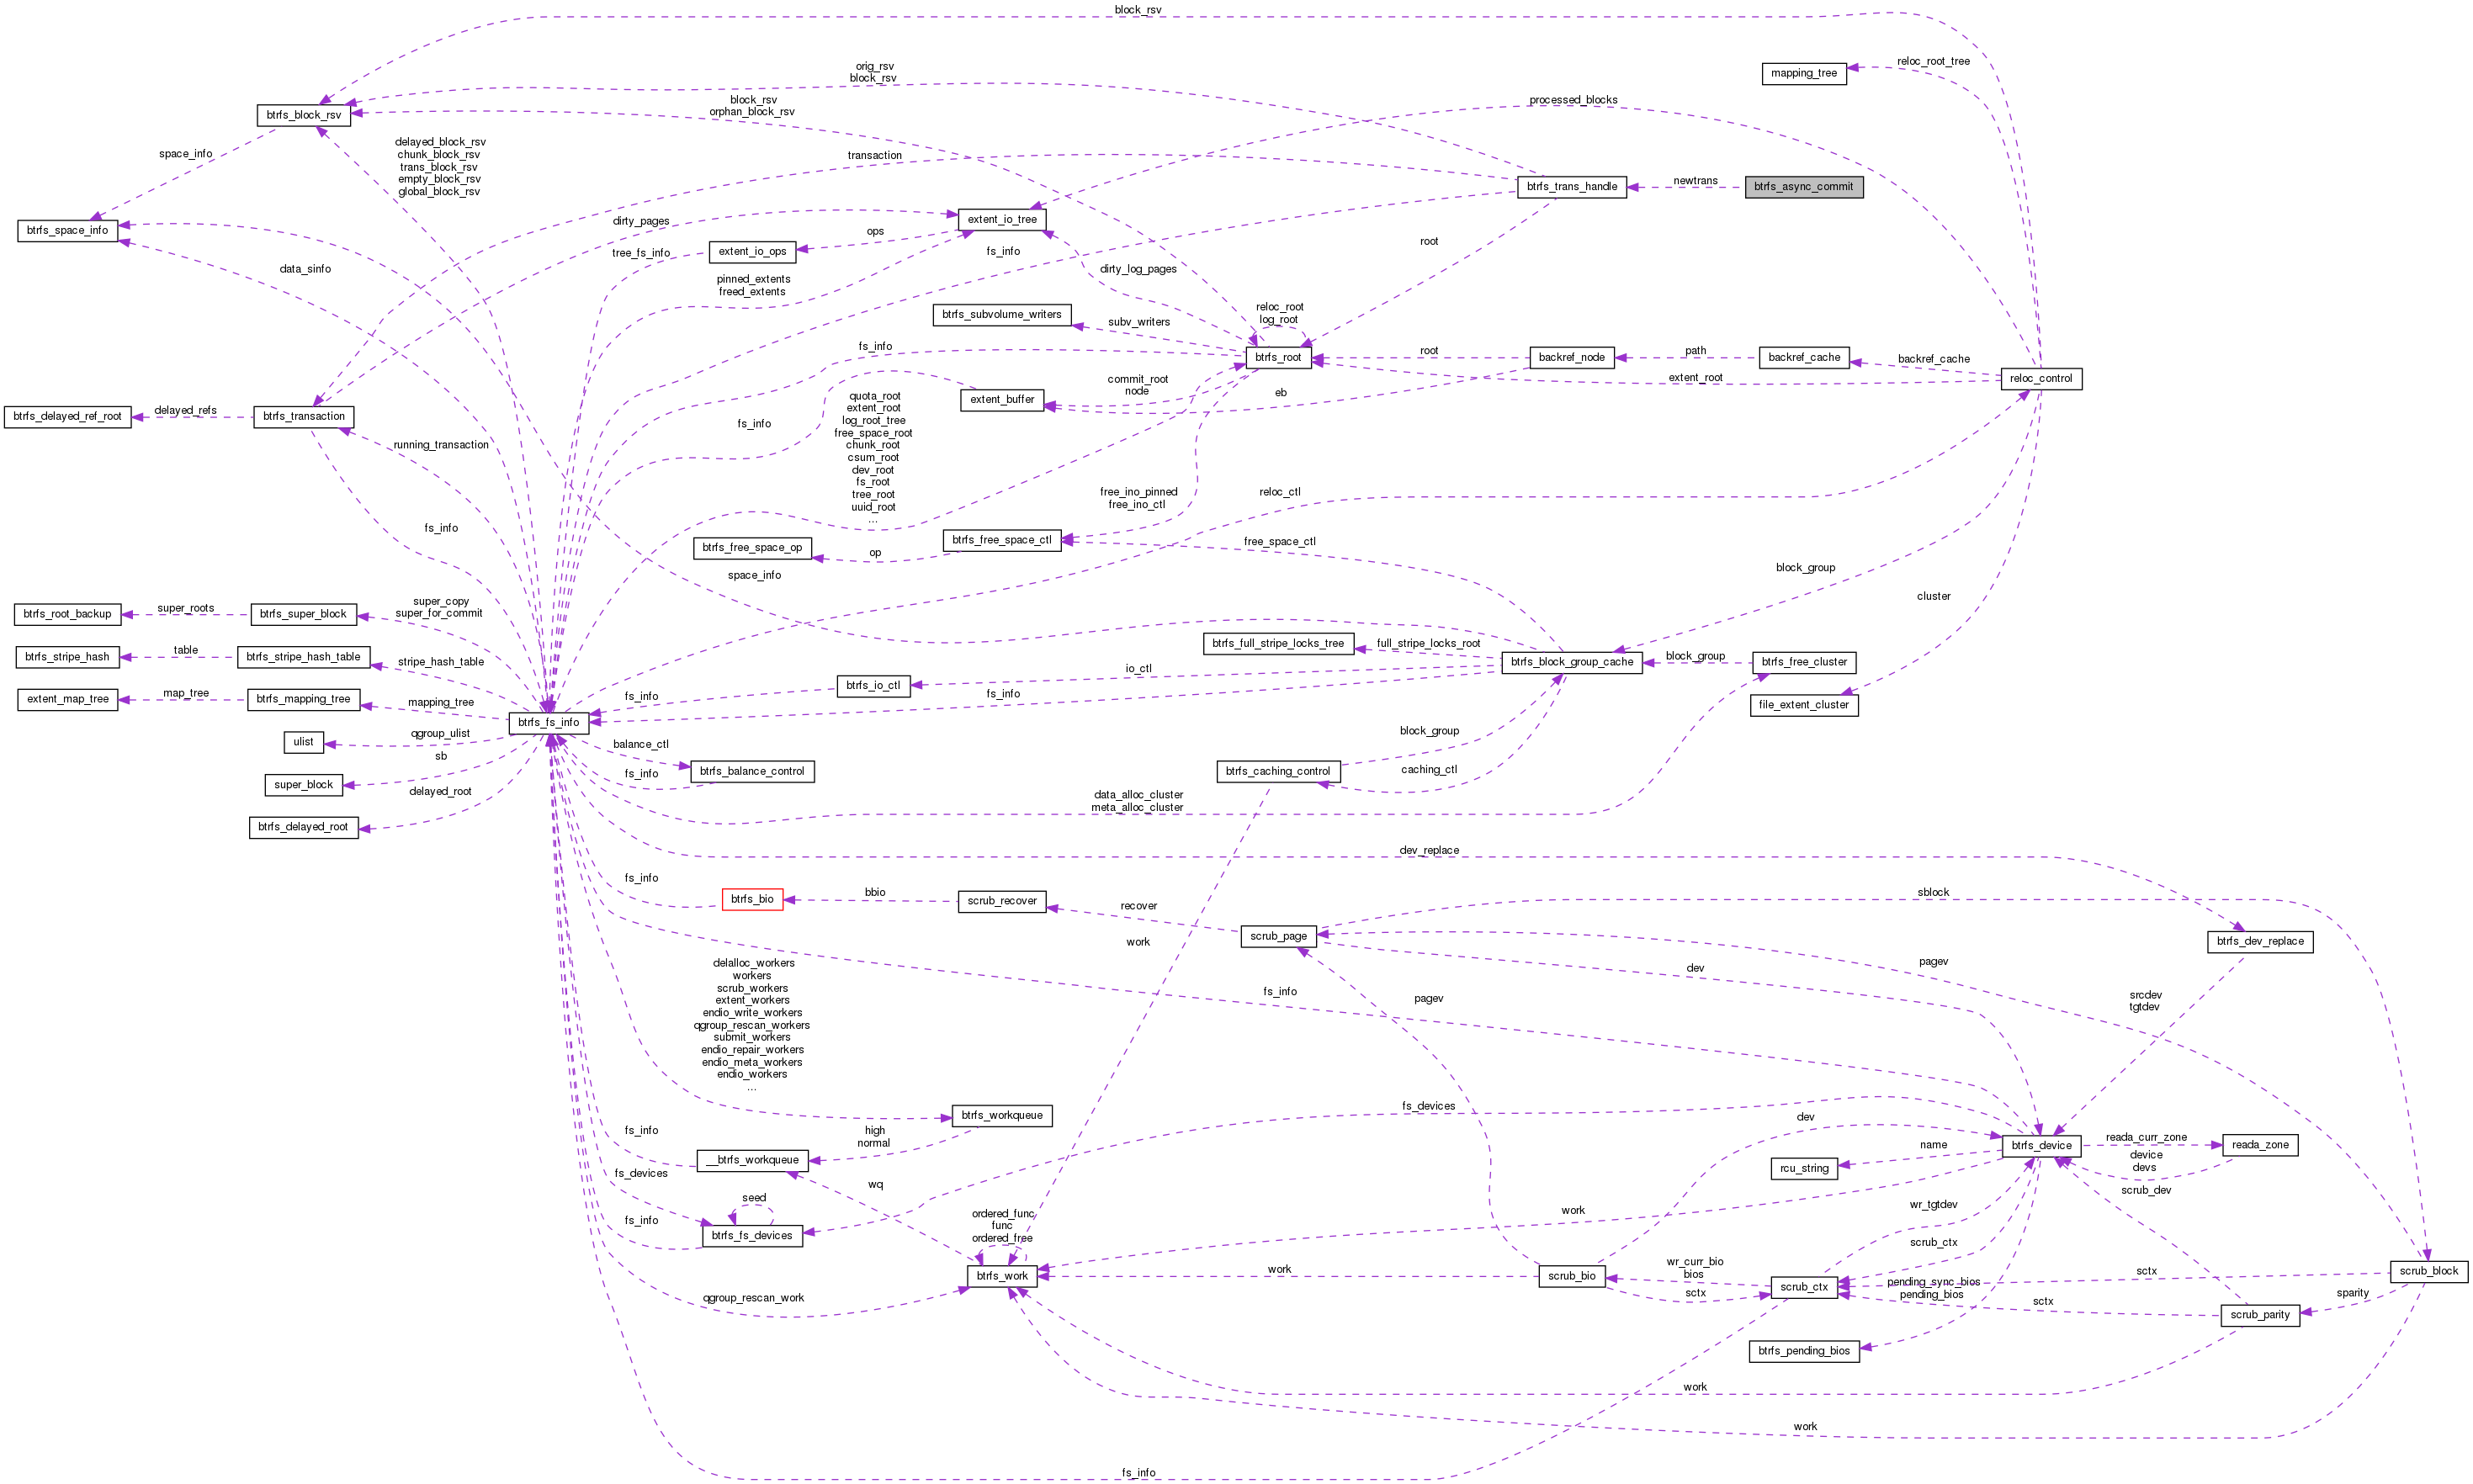 block_rsv
orig_rsv
block_rsv
reloc_root_tree
mapping_tree
btrfs_block_rsv
block_rsv
orphan_block_rsv
processed_blocks
space_info
delayed_block_rsv
chunk_block_rsv
trans_block_rsv
empty_block_rsv
global_block_rsv
transaction
btrfs_trans_handle
newtrans
btrfs_async_commit
btrfs_space_info
dirty_pages
extent_io_tree
ops
extent_io_ops
tree_fs_info
fs_info
root
data_sinfo
pinned_extents
freed_extents
dirty_log_pages
btrfs_subvolume_writers
subv_writers
reloc_root
log_root
fs_info
btrfs_root
root
backref_node
path
backref_cache
backref_cache
reloc_control
extent_root
commit_root
node
eb
extent_buffer
btrfs_delayed_ref_root
delayed_refs
btrfs_transaction
running_transaction
fs_info
quota_root
extent_root
log_root_tree
free_space_root
chunk_root
csum_root
dev_root
fs_root
tree_root
uuid_root
...
free_ino_pinned
free_ino_ctl
reloc_ctl
fs_info
btrfs_free_space_op
op
btrfs_free_space_ctl
free_space_ctl
space_info
block_group
cluster
btrfs_root_backup
super_roots
btrfs_super_block
super_copy
super_for_commit
btrfs_stripe_hash
table
btrfs_stripe_hash_table
stripe_hash_table
btrfs_full_stripe_locks_tree
full_stripe_locks_root
btrfs_block_group_cache
block_group
btrfs_free_cluster
extent_map_tree
map_tree
btrfs_mapping_tree
mapping_tree
fs_info
btrfs_io_ctl
io_ctl
fs_info
file_extent_cluster
btrfs_fs_info
ulist
qgroup_ulist
sb
super_block
delayed_root
btrfs_delayed_root
balance_ctl
fs_info
btrfs_balance_control
block_group
btrfs_caching_control
caching_ctl
data_alloc_cluster
meta_alloc_cluster
dev_replace
fs_info
btrfs_bio
bbio
scrub_recover
recover
scrub_page
sblock
work
dev
pagev
btrfs_dev_replace
srcdev
tgtdev
fs_info
pagev
delalloc_workers
workers
scrub_workers
extent_workers
endio_write_workers
qgroup_rescan_workers
submit_workers
endio_repair_workers
endio_meta_workers
endio_workers
...
btrfs_workqueue
high
normal
fs_info
__btrfs_workqueue
fs_devices
dev
btrfs_device
reada_curr_zone
reada_zone
device
devs
name
rcu_string
scrub_dev
fs_devices
wq
seed
fs_info
btrfs_fs_devices
ordered_func
func
ordered_free
work
wr_tgtdev
scrub_ctx
btrfs_work
work
scrub_bio
wr_curr_bio
bios
sctx
scrub_ctx
pending_sync_bios
pending_bios
sctx
scrub_block
sparity
sctx
scrub_parity
qgroup_rescan_work
btrfs_pending_bios
work
work
fs_info